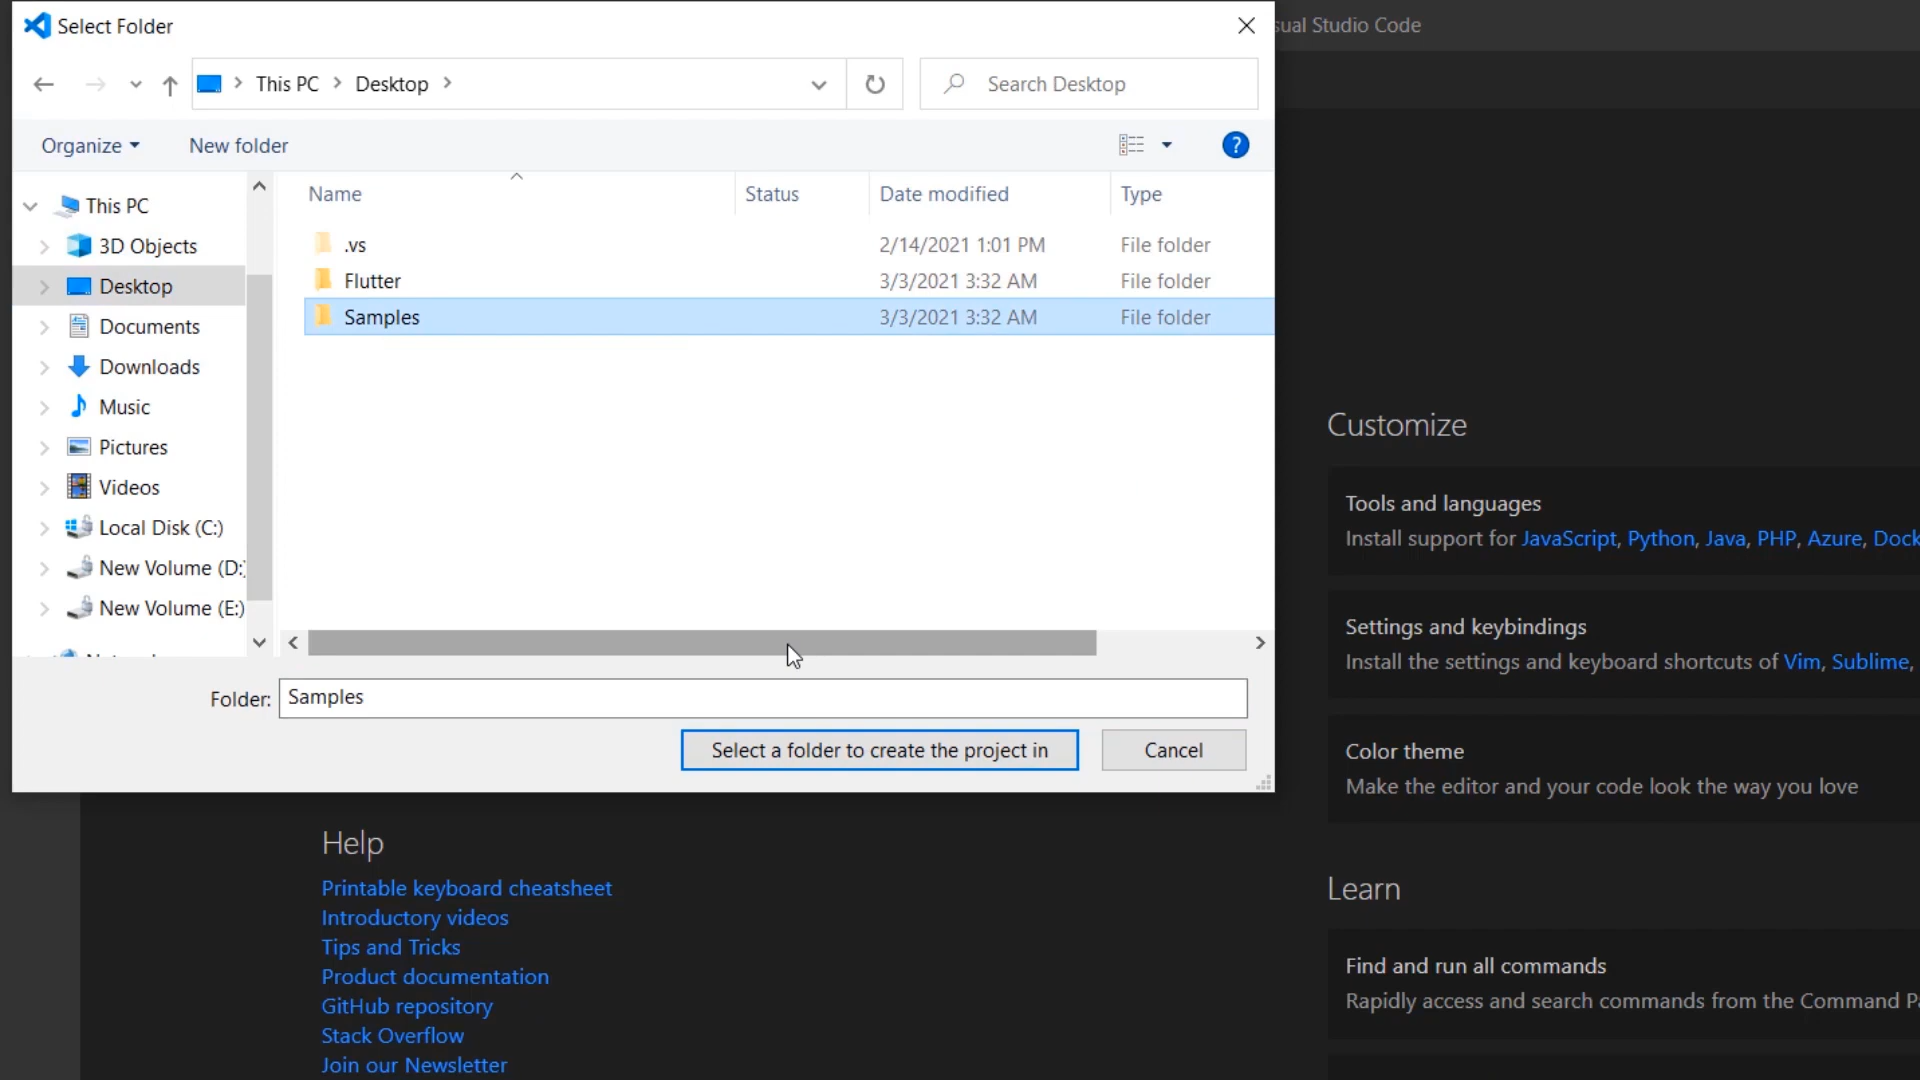 Select Folder
sual Studio Code
This PC
Desktop
Search Desktop
Organize
New folder
?
Name
Status
Date modified
Type
This PC
3D Objects
Desktop
Documents
Downloads
Music
Pictures
Videos
Local Disk (C:)
New Volume (D:)
New Volume (E:)
.vs 2/14/2021 1:01 PM File folder
Flutter 3/3/2021 3:32 AM File folder
Samples 3/3/2021 3:32 AM File folder
Folder: Samples
Select a folder to create the project in
Cancel
Help
Printable keyboard cheatsheet
Introductory videos
Tips and Tricks
Product documentation
GitHub repository
Stack Overflow
Join our Newsletter
Customize
Tools and languages
Install support for JavaScript, Python, Java, PHP, Azure, Dock
Settings and keybindings
Install the settings and keyboard shortcuts of Vim, Sublime,
Color theme
Make the editor and your code look the way you love
Learn
Find and run all commands
Rapidly access and search commands from the Command Pa